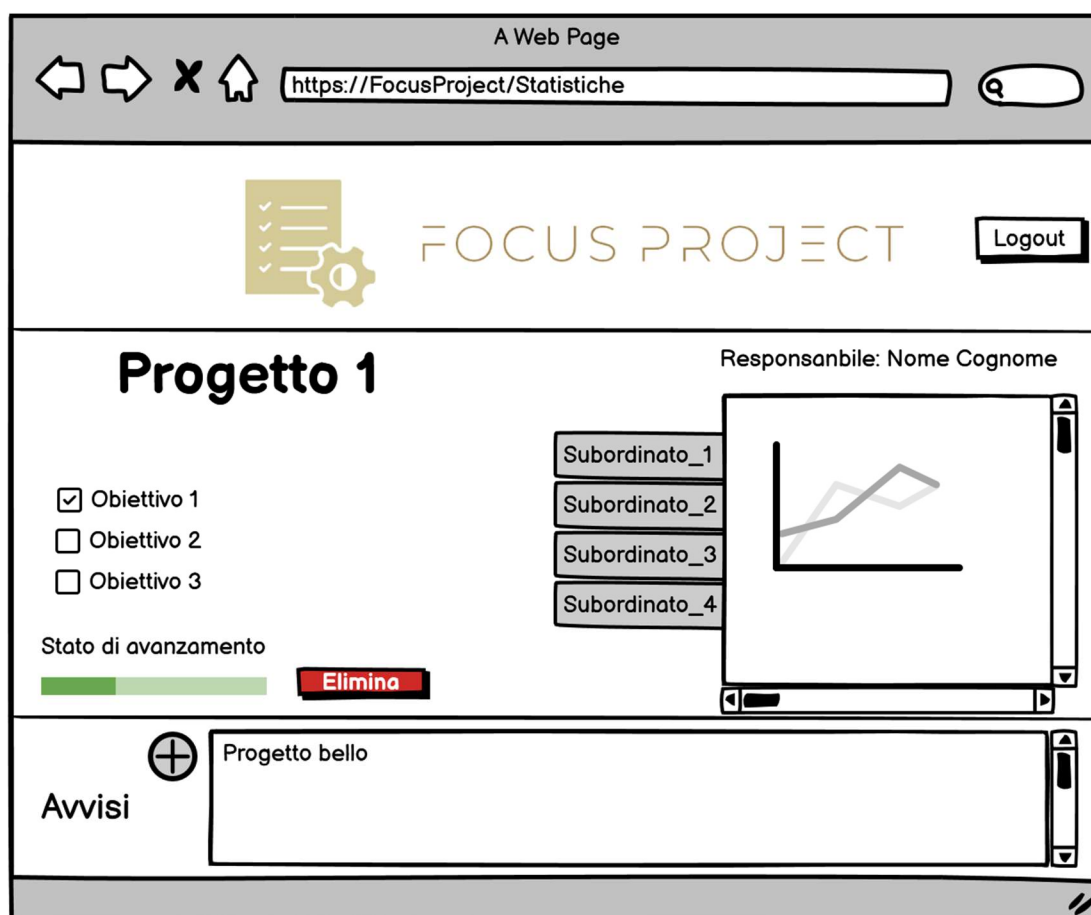 A Web Page
https://FocusProject/Statistiche
FOCUS PROJECT
Logout
Progetto 1
Responsanbile: Nome Cognome
Obiettivo 1
Obiettivo 2
Obiettivo 3
Stato di avanzamento
Elimina
Subordinato_1
Subordinato_2
Subordinato_3
Subordinato_4
Avvisi
Progetto bello